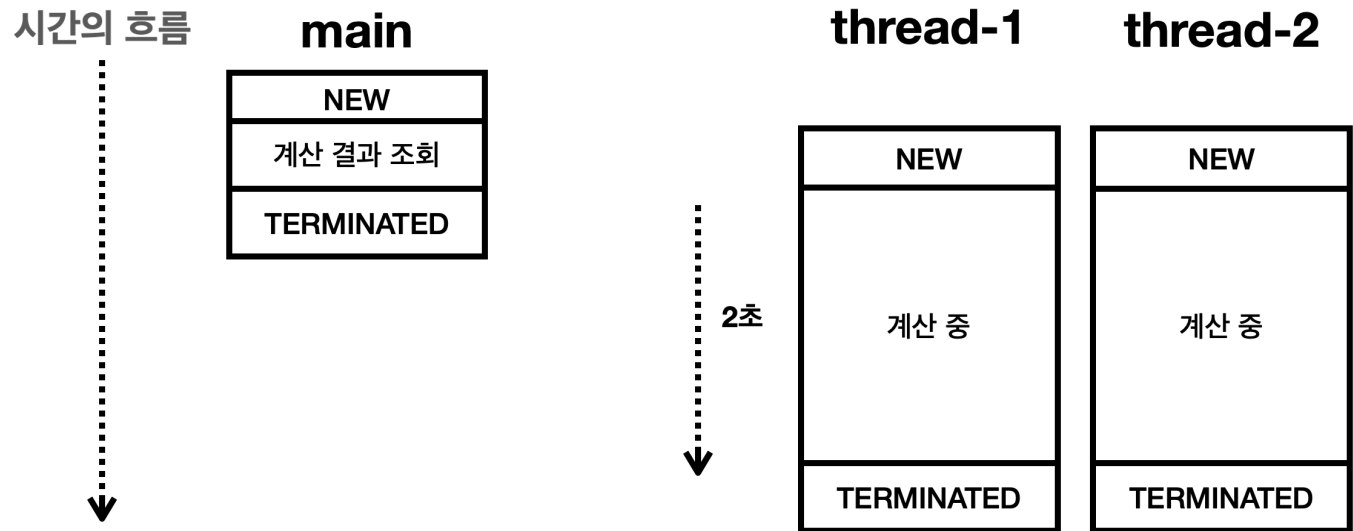 시간의 흐름
main
NEW
계산 결과 조회
TERMINATED
2초
thread-1
NEW
계산 중
TERMINATED
thread-2
NEW
계산 중
TERMINATED